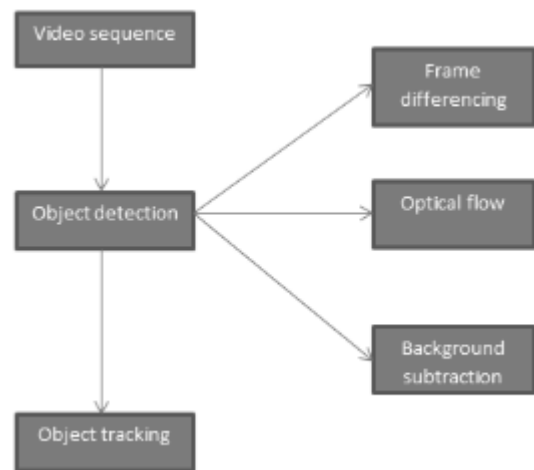 Video sequence
Frame
differencing
Object detection
Optical flow
Background
subtraction
Object tracking